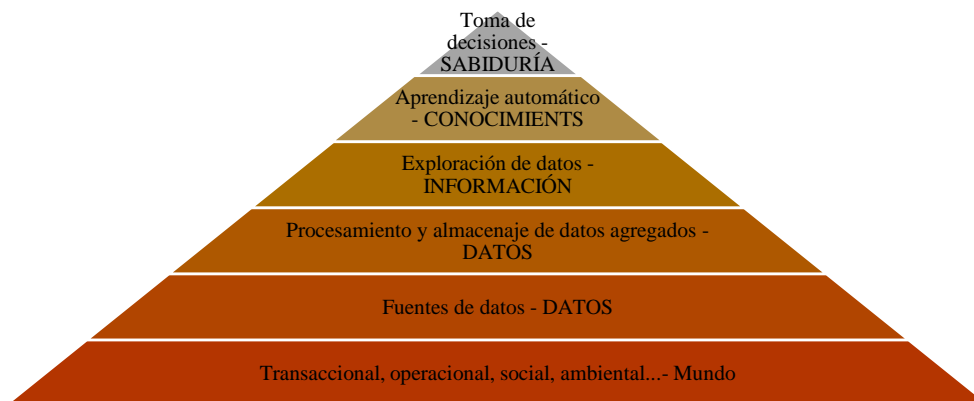 Toma de
decisiones -
SABIDURÍA
Aprendizaje automático
- CONOCIMIENTS
Exploración de datos -
INFORMACIÓN
Procesamiento y almacenaje de datos agregados -
DATOS
Fuentes de datos - DATOS
Transaccional, operacional, social, ambiental...- Mundo